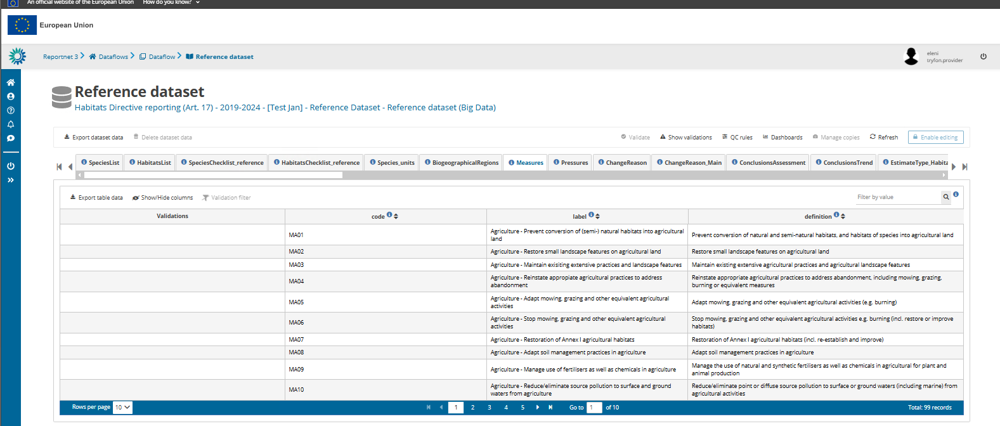 An official website of the European Union How do you know?
European Union
Reportnet 3 Dataflows Dataflow Reference dataset
eleni
tryfon.provider
Reference dataset
Habitats Directive reporting (Art. 17) - 2019-2024 - [Test Jan] - Reference Dataset - Reference dataset (Big Data)
Export dataset data Delete dataset data Validate Show validations QC rules Dashboards Manage copies Refresh Enable editing
SpeciesList HabitatsList SpeciesChecklist_reference HabitatsChecklist_reference Species_units BiogeographicalRegions Measures Pressures ChangeReason ChangeReason_Main ConclusionsAssessment ConclusionsTrend EstimateType_Habita
Export table data Show/Hide columns Validation filter Filter by value
Validations code label definition
MA01 Agriculture - Prevent conversion of (semi-) natural habitats into agricultural land Prevent conversion of natural and semi-natural habitats, and habitats of species into agricultural land
MA02 Agriculture - Restore small landscape features on agricultural land Restore small landscape features on agricultural land
MA03 Agriculture - Maintain exisiting extensive practices and landscape features Maintain existing extensive agricultural practices and agricultural landscape features
MA04 Agriculture - Reinstate appropiate agricultural practices to address abandonment Reinstate appropriate agricultural practices to address abandonment, including mowing, grazing, burning or equivalent measures
MA05 Agriculture - Adapt mowing, grazing and other equivalent agricultural activities Adapt mowing, grazing and other equivalent agricultural activities (e.g. burning)
MA06 Agriculture - Stop mowing, grazing and other equivalent agricultural activities Stop mowing, grazing and other equivalent agricultural activities e.g. burning (incl. restore or improve habitats)
MA07 Agriculture - Restoration of Annex I agricultural habitats Restoration of Annex I agricultural habitats (incl. re-establish and improve)
MA08 Agriculture - Adapt soil management practices in agriculture Adapt soil management practices in agriculture
MA09 Agriculture - Manage use of fertilisers as well as chemicals in agriculture Manage the use of natural and synthetic fertilisers as well as chemicals in agricultural for plant and animal production
MA10 Agriculture - Reduce/eliminate source pollution to surface and ground waters from agriculture Reduce/eliminate point or diffuse source pollution to surface or ground waters (including marine) from agricultural activities
Rows per page 10 1 2 3 4 5 Go to 1 of 10 Total: 99 records